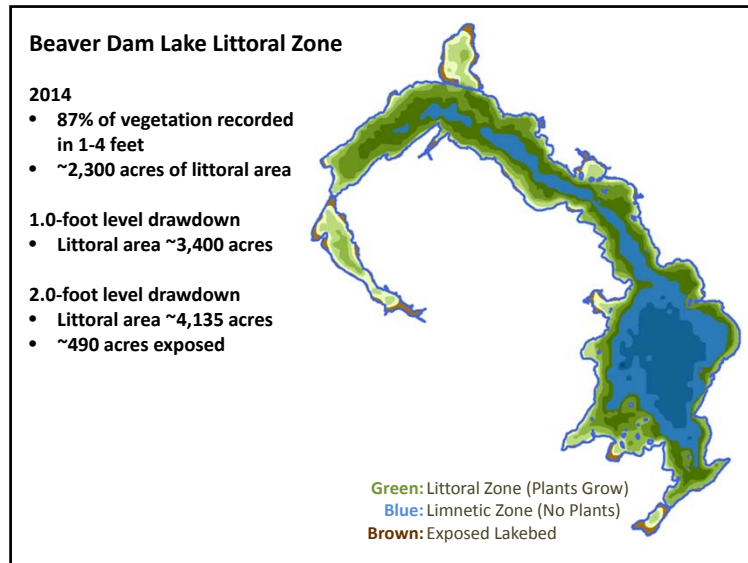 Beaver Dam Lake Littoral Zone
2014
• 87% of vegetation recorded
in 1-4 feet
• ~2,300 acres of littoral area
1.0-foot level drawdown
• Littoral area ~3,400 acres
2.0-foot level drawdown
• Littoral area ~4,135 acres
• ~490 acres exposed
Green: Littoral Zone (Plants Grow)
Blue: Limnetic Zone (No Plants)
Brown: Exposed Lakebed